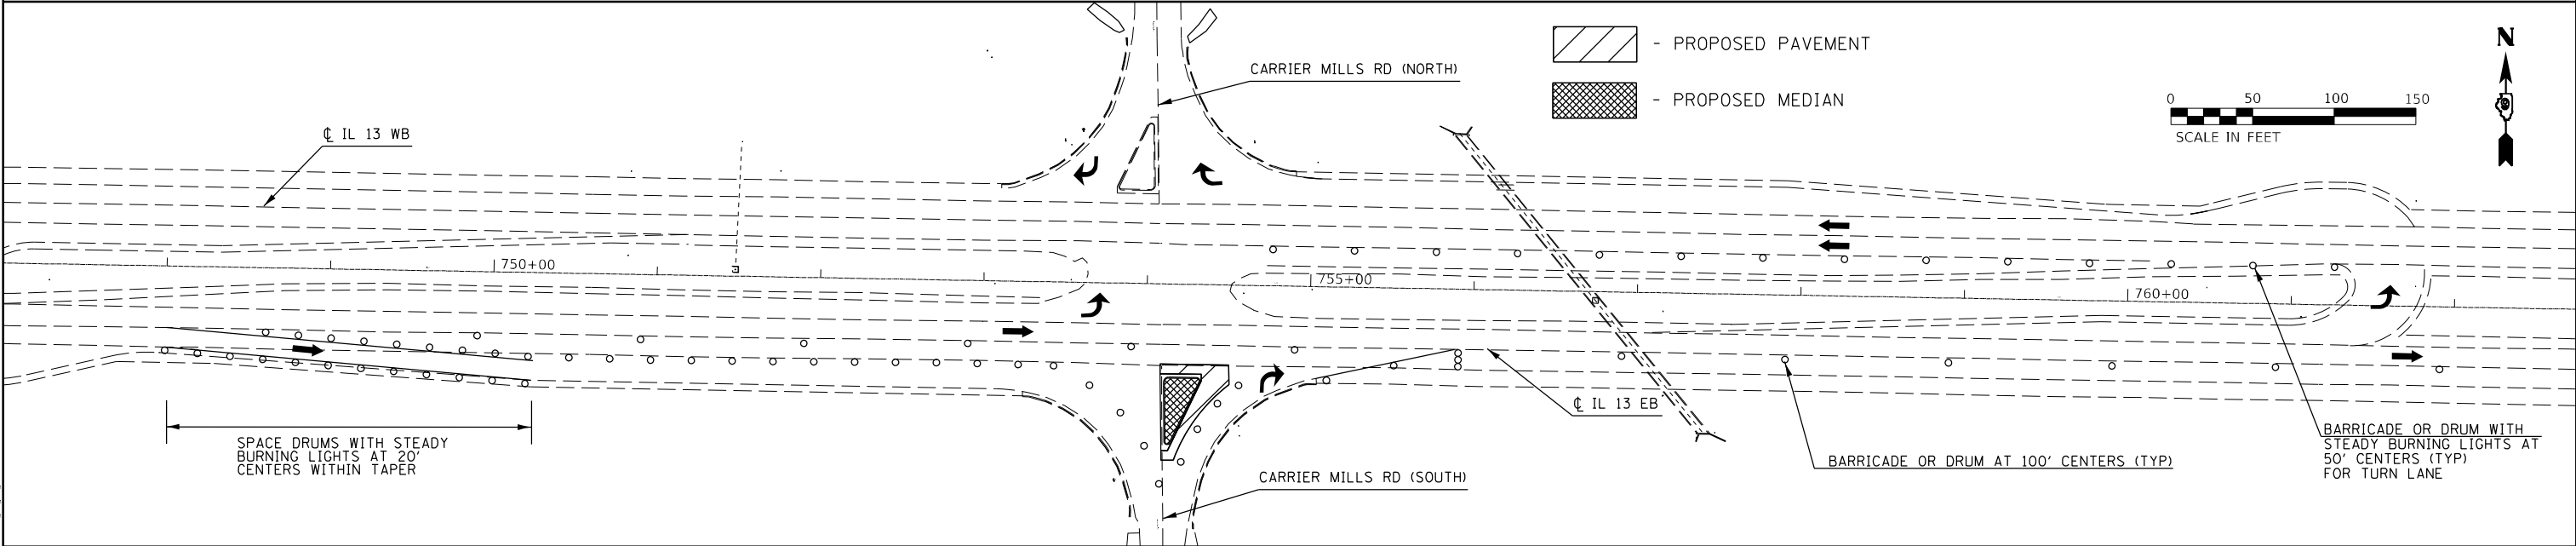 - PROPOSED PAVEMENT
N
CARRIER MILLS RD (NORTH)
- PROPOSED MEDIAN
0 50 100 150
SCALE IN FEET
℄ IL 13 WB
750+00
755+00
760+00
℄ IL 13 EB
SPACE DRUMS WITH STEADY
BURNING LIGHTS AT 20'
CENTERS WITHIN TAPER
CARRIER MILLS RD (SOUTH)
BARRICADE OR DRUM AT 100' CENTERS (TYP)
BARRICADE OR DRUM WITH
STEADY BURNING LIGHTS AT
50' CENTERS (TYP)
FOR TURN LANE